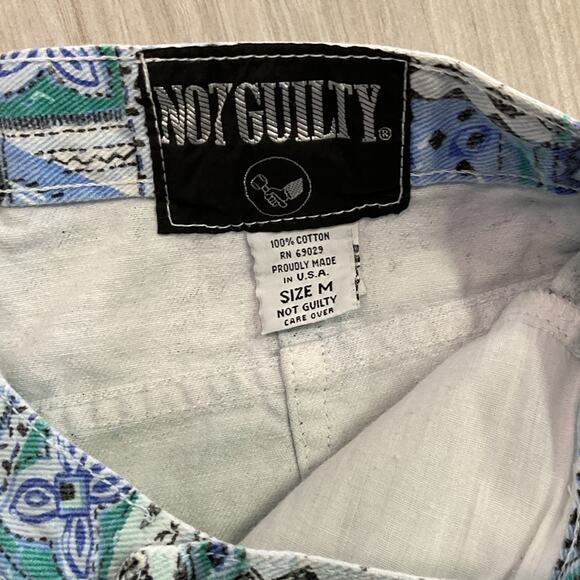 NOT GUILTY®
100% COTTON
RN 69029
PROUDLY MADE
IN U.S.A.
SIZE M
NOT GUILTY
CARE OVER